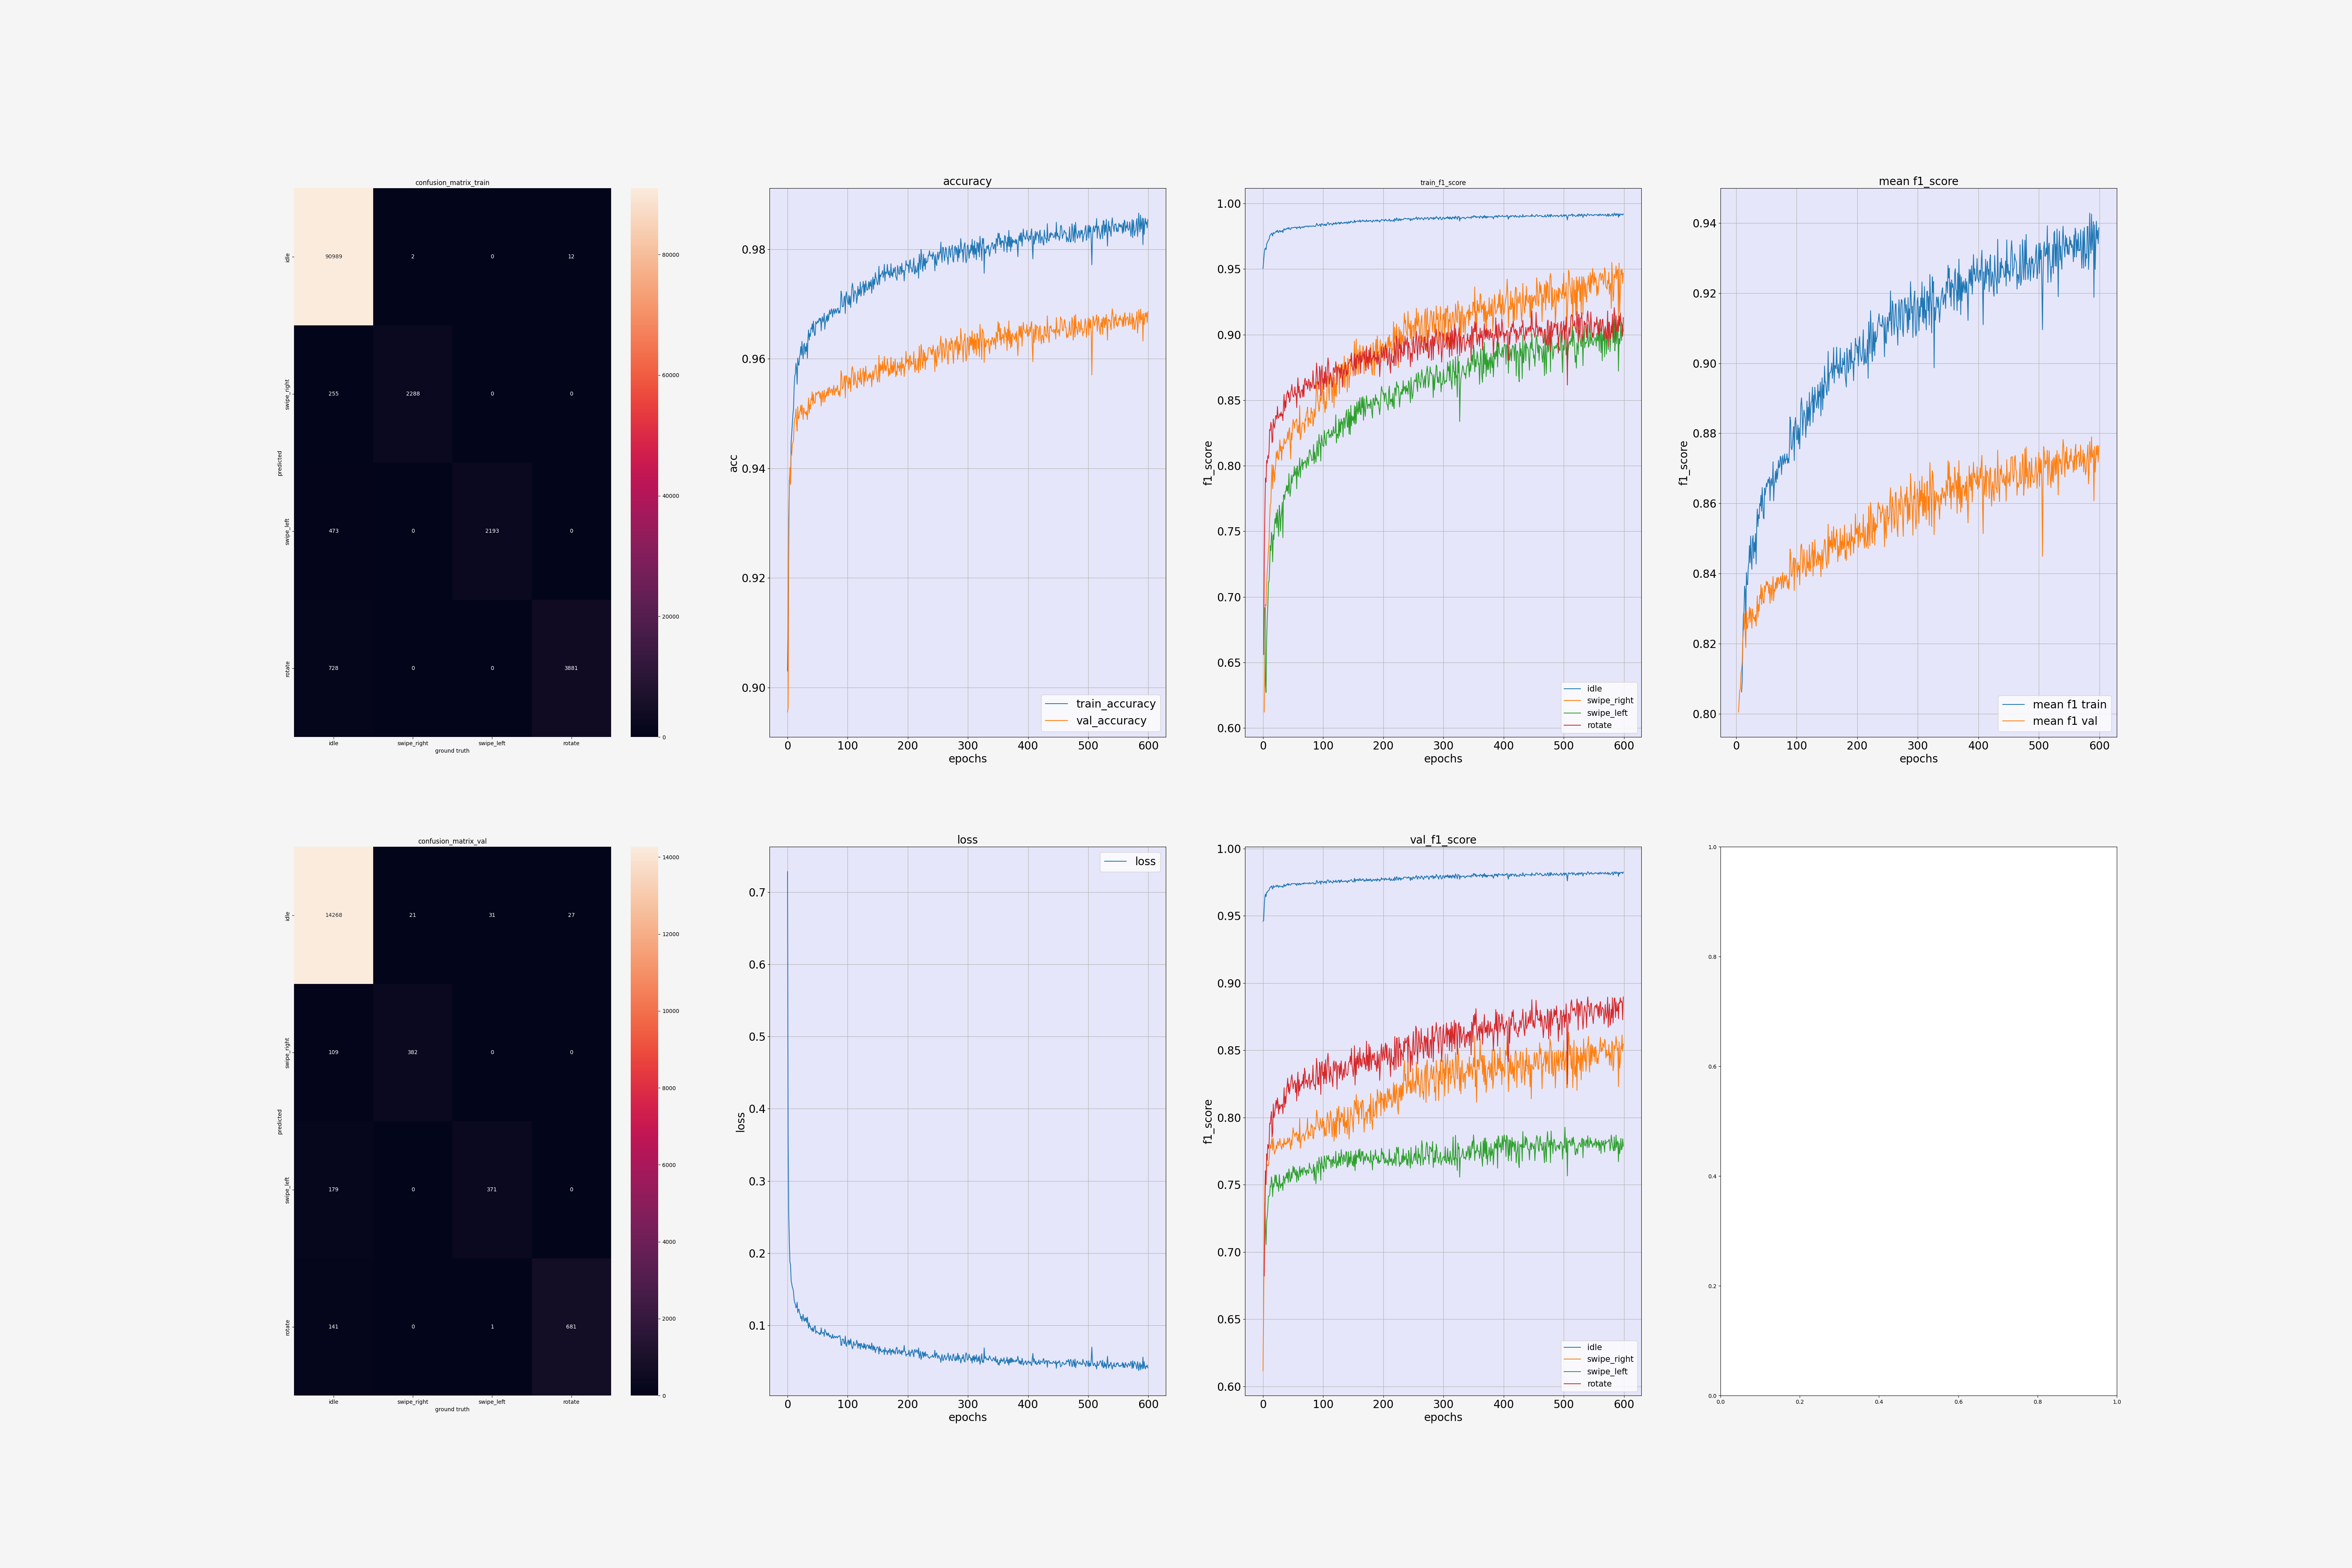 confusion_matrix_train
idle
swipe_right
swipe_left
rotate
predicted
90989 2 0 12
255 2288 0 0
473 0 2193 0
728 0 0 3881
idle swipe_right swipe_left rotate
ground truth
80000
60000
40000
20000
0
accuracy
acc
0.98
0.96
0.94
0.92
0.90
train_accuracy
val_accuracy
0 100 200 300 400 500 600
epochs
train_f1_score
f1_score
1.00
0.95
0.90
0.85
0.80
0.75
0.70
0.65
0.60
idle
swipe_right
swipe_left
rotate
0 100 200 300 400 500 600
epochs
mean f1_score
f1_score
0.94
0.92
0.90
0.88
0.86
0.84
0.82
0.80
mean f1 train
mean f1 val
0 100 200 300 400 500 600
epochs
confusion_matrix_val
idle
swipe_right
swipe_left
rotate
predicted
14268 21 31 27
109 382 0 0
179 0 371 0
141 0 1 681
idle swipe_right swipe_left rotate
ground truth
14000
12000
10000
8000
6000
4000
2000
0
loss
loss
0.7
0.6
0.5
0.4
0.3
0.2
0.1
loss
0 100 200 300 400 500 600
epochs
val_f1_score
f1_score
1.00
0.95
0.90
0.85
0.80
0.75
0.70
0.65
0.60
idle
swipe_right
swipe_left
rotate
0 100 200 300 400 500 600
epochs
1.0
0.8
0.6
0.4
0.2
0.0
0.0 0.2 0.4 0.6 0.8 1.0